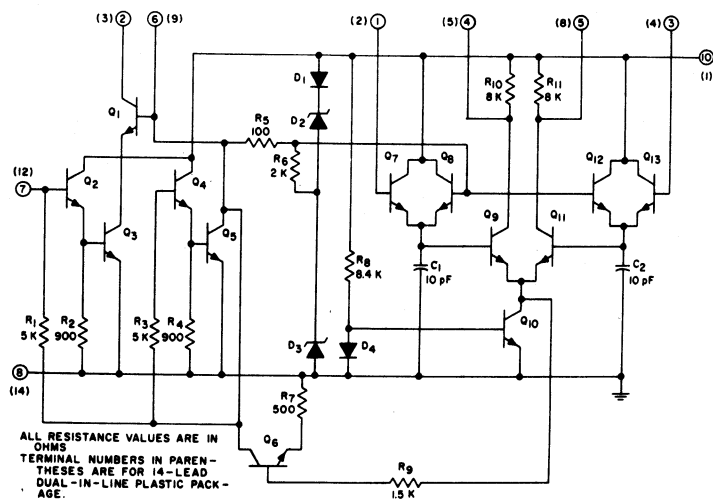 (3) 2
6 (9)
(2) 1
(5) 4
(8) 5
(4) 3
10
(1)
D1
R10
8 K
R11
8 K
Q1
D2
R5
100
R6
2 K
Q7
Q8
Q12
Q13
(12)
7
Q2
Q4
Q3
Q5
Q9
Q11
R8
8.4 K
C1
10 pF
C2
10 pF
Q10
R1
5 K
R2
900
R3
5 K
R4
900
D3
D4
8
(14)
R7
500
Q6
R9
1.5 K
ALL RESISTANCE VALUES ARE IN
OHMS
TERMINAL NUMBERS IN PAREN-
THESES ARE FOR 14-LEAD
DUAL-IN-LINE PLASTIC PACK-
AGE.